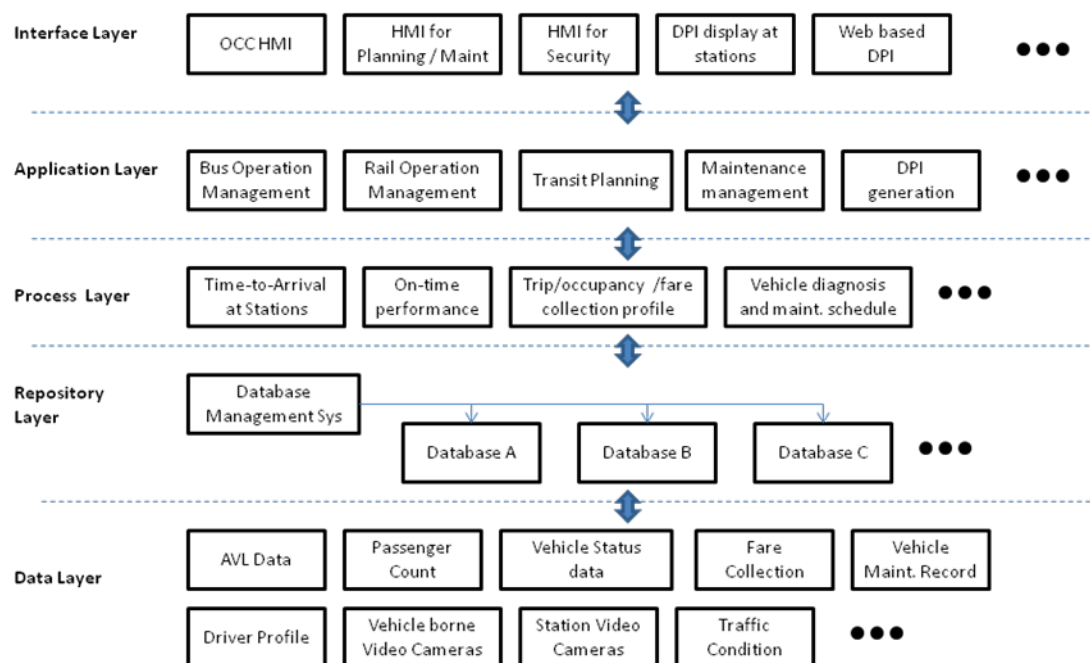 Interface Layer
OCC HMI
HMI for
Planning / Maint
HMI for
Security
DPI display at
stations
Web based
DPI
Application Layer
Bus Operation
Management
Rail Operation
Management
Transit Planning
Maintenance
management
DPI
generation
Process Layer
Time-to-Arrival
at Stations
On-time
performance
Trip/occupancy /fare
collection profile
Vehicle diagnosis
and maint. schedule
Repository
Layer
Database
Management Sys
Database A
Database B
Database C
Data Layer
AVL Data
Passenger
Count
Vehicle Status
data
Fare
Collection
Vehicle
Maint. Record
Driver Profile
Vehicle borne
Video Cameras
Station Video
Cameras
Traffic
Condition